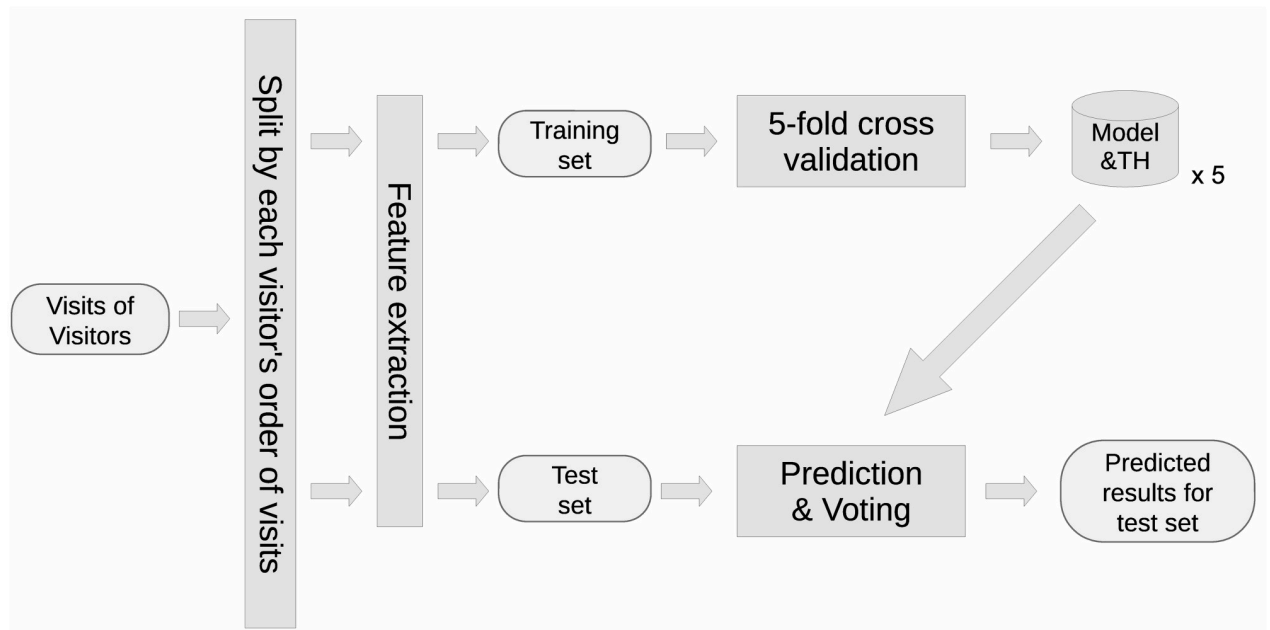 Visits of
Visitors
Split by each visitor's order of visits
Feature extraction
Training
set
5-fold cross
validation
Model
&TH
x 5
Test
set
Prediction
& Voting
Predicted
results for
test set